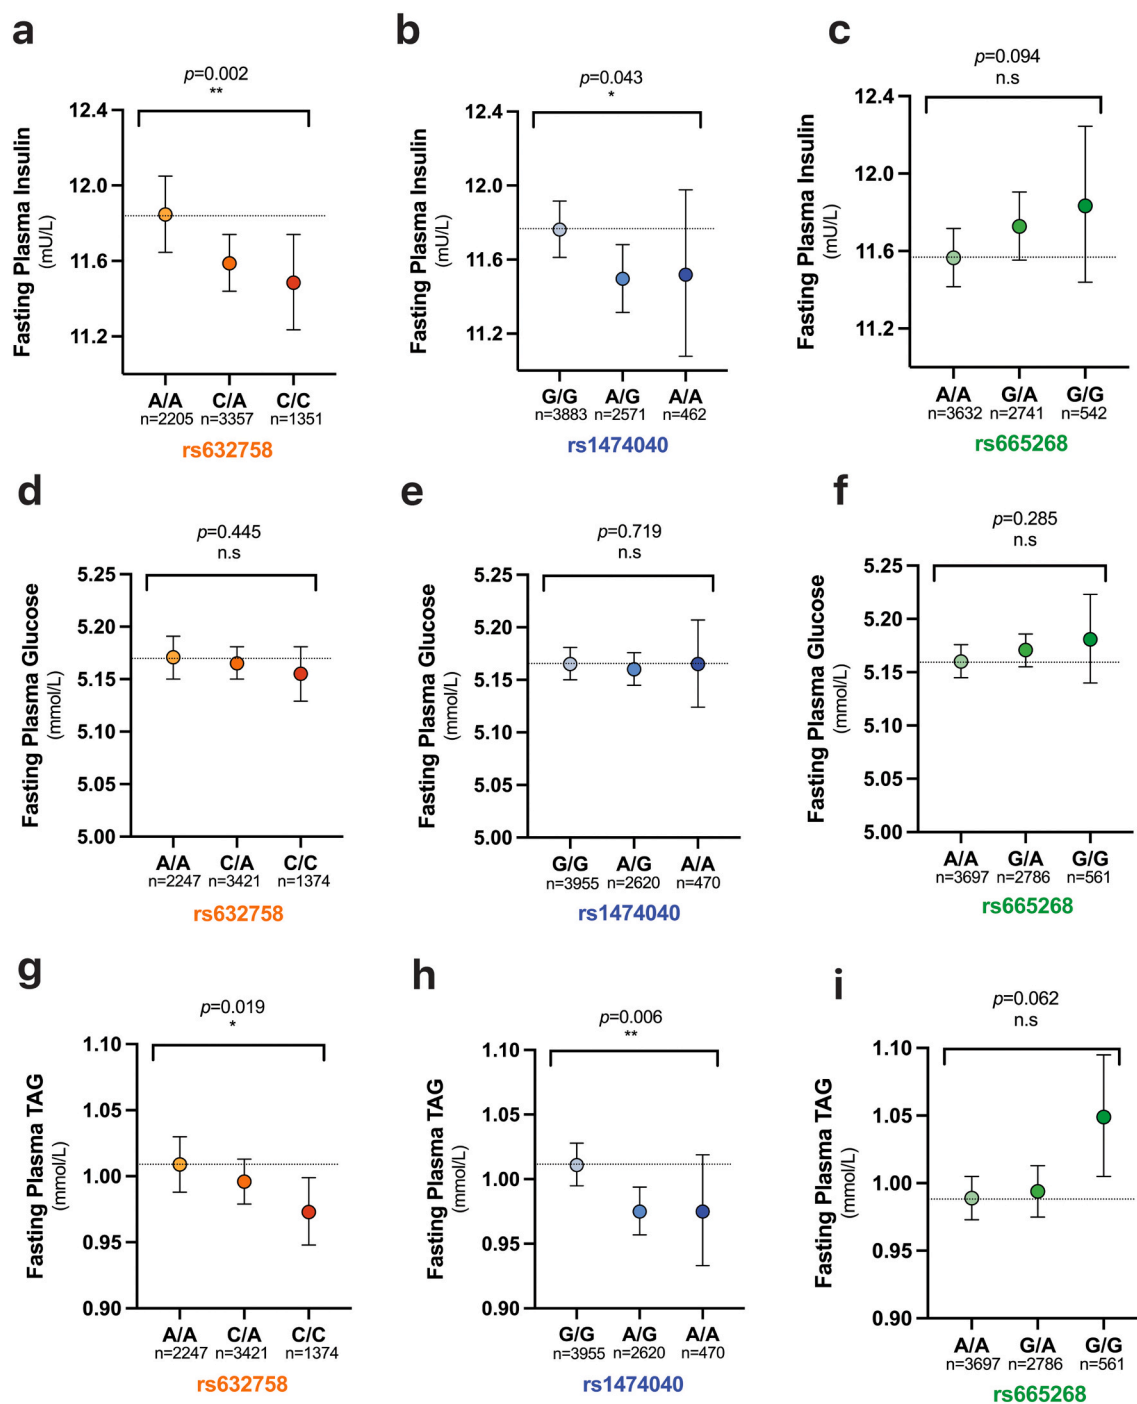 a
p=0.002
**
Fasting Plasma Insulin
(mU/L)
12.4
12.0
11.6
11.2
A/A C/A C/C
n=2205 n=3357 n=1351
rs632758
b
p=0.043
*
Fasting Plasma Insulin
(mU/L)
12.4
12.0
11.6
11.2
G/G A/G A/A
n=3883 n=2571 n=462
rs1474040
c
p=0.094
n.s
Fasting Plasma Insulin
(mU/L)
12.4
12.0
11.6
11.2
A/A G/A G/G
n=3632 n=2741 n=542
rs665268
d
p=0.445
n.s
Fasting Plasma Glucose
(mmol/L)
5.25
5.20
5.15
5.10
5.05
5.00
A/A C/A C/C
n=2247 n=3421 n=1374
rs632758
e
p=0.719
n.s
Fasting Plasma Glucose
(mmol/L)
5.25
5.20
5.15
5.10
5.05
5.00
G/G A/G A/A
n=3955 n=2620 n=470
rs1474040
f
p=0.285
n.s
Fasting Plasma Glucose
(mmol/L)
5.25
5.20
5.15
5.10
5.05
5.00
A/A G/A G/G
n=3697 n=2786 n=561
rs665268
g
p=0.019
*
Fasting Plasma TAG
(mmol/L)
1.10
1.05
1.00
0.95
0.90
A/A C/A C/C
n=2247 n=3421 n=1374
rs632758
h
p=0.006
**
Fasting Plasma TAG
(mmol/L)
1.10
1.05
1.00
0.95
0.90
G/G A/G A/A
n=3955 n=2620 n=470
rs1474040
i
p=0.062
n.s
Fasting Plasma TAG
(mmol/L)
1.10
1.05
1.00
0.95
0.90
A/A G/A G/G
n=3697 n=2786 n=561
rs665268